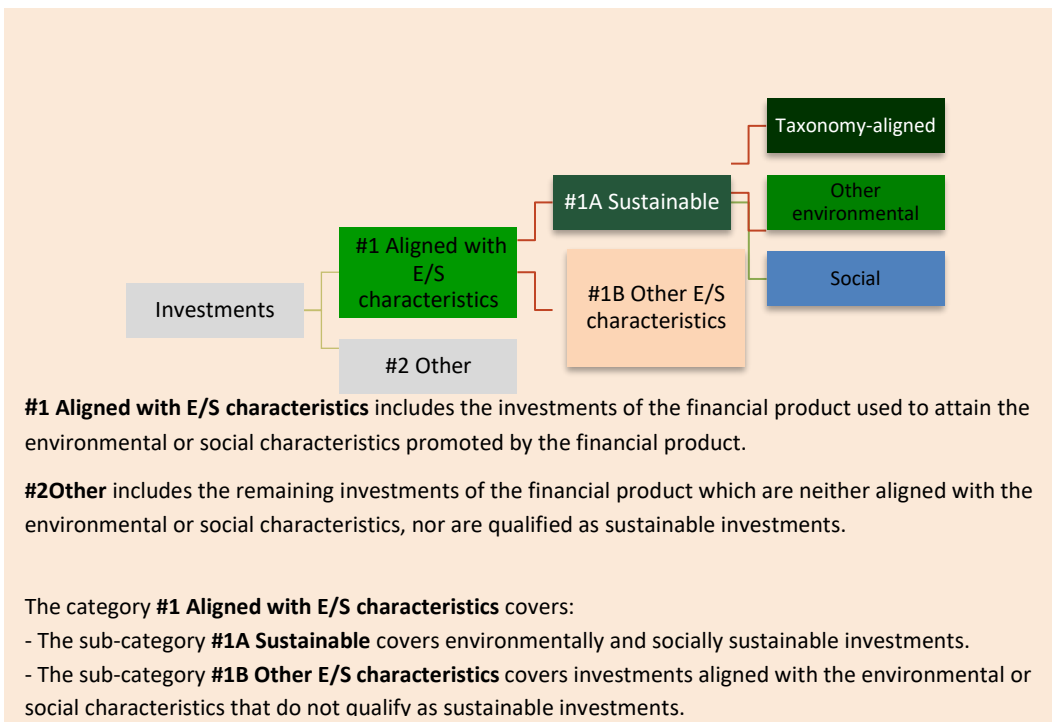 Taxonomy-aligned
#1A Sustainable
Other
environmental
#1 Aligned with
E/S
characteristics
Social
#1B Other E/S
characteristics
Investments
#2 Other
#1 Aligned with E/S characteristics includes the investments of the financial product used to attain the
environmental or social characteristics promoted by the financial product.
#2Other includes the remaining investments of the financial product which are neither aligned with the
environmental or social characteristics, nor are qualified as sustainable investments.
The category #1 Aligned with E/S characteristics covers:
- The sub-category #1A Sustainable covers environmentally and socially sustainable investments.
- The sub-category #1B Other E/S characteristics covers investments aligned with the environmental or
social characteristics that do not qualify as sustainable investments.